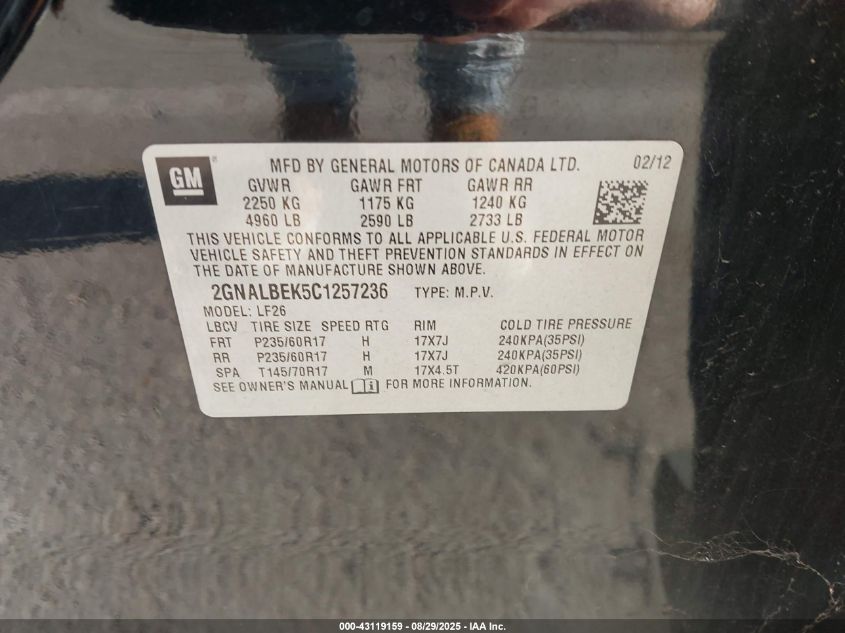 GM
MFD BY GENERAL MOTORS OF CANADA LTD. 02/12
GVWR GAWR FRT GAWR RR
2250 KG 1175 KG 1240 KG
4960 LB 2590 LB 2733 LB
THIS VEHICLE CONFORMS TO ALL APPLICABLE U.S. FEDERAL MOTOR
VEHICLE SAFETY AND THEFT PREVENTION STANDARDS IN EFFECT ON
THE DATE OF MANUFACTURE SHOWN ABOVE.
2GNALBEK5C1257236 TYPE: M.P.V.
MODEL: LF26
LBCV TIRE SIZE SPEED RTG RIM COLD TIRE PRESSURE
FRT P235/60R17 H 17X7J 240KPA(35PSI)
RR P235/60R17 H 17X7J 240KPA(35PSI)
SPA T145/70R17 M 17X4.5T 420KPA(60PSI)
SEE OWNER'S MANUAL FOR MORE INFORMATION.
000-43119159 - 08/29/2025 - IAA Inc.